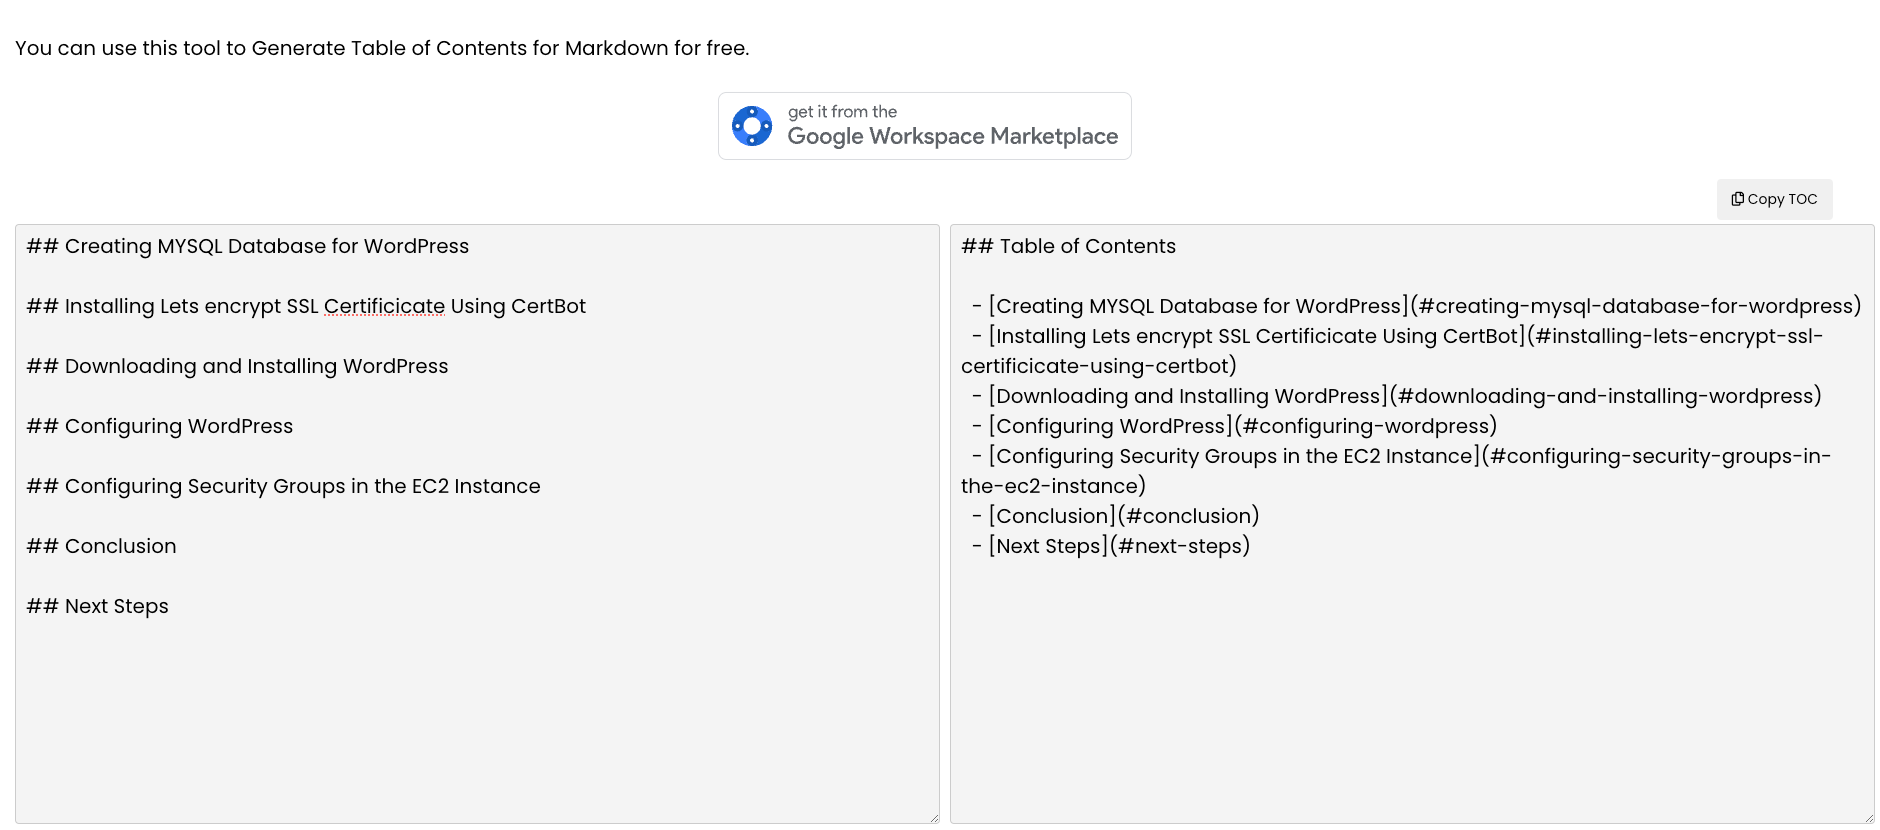 You can use this tool to Generate Table of Contents for Markdown for free.
get it from the
Google Workspace Marketplace
Copy TOC
## Creating MYSQL Database for WordPress
## Installing Lets encrypt SSL Certificicate Using CertBot
## Downloading and Installing WordPress
## Configuring WordPress
## Configuring Security Groups in the EC2 Instance
## Conclusion
## Next Steps
## Table of Contents
- [Creating MYSQL Database for WordPress](#creating-mysql-database-for-wordpress)
- [Installing Lets encrypt SSL Certificicate Using CertBot](#installing-lets-encrypt-ssl-
certificicate-using-certbot)
- [Downloading and Installing WordPress](#downloading-and-installing-wordpress)
- [Configuring WordPress](#configuring-wordpress)
- [Configuring Security Groups in the EC2 Instance](#configuring-security-groups-in-
the-ec2-instance)
- [Conclusion](#conclusion)
- [Next Steps](#next-steps)